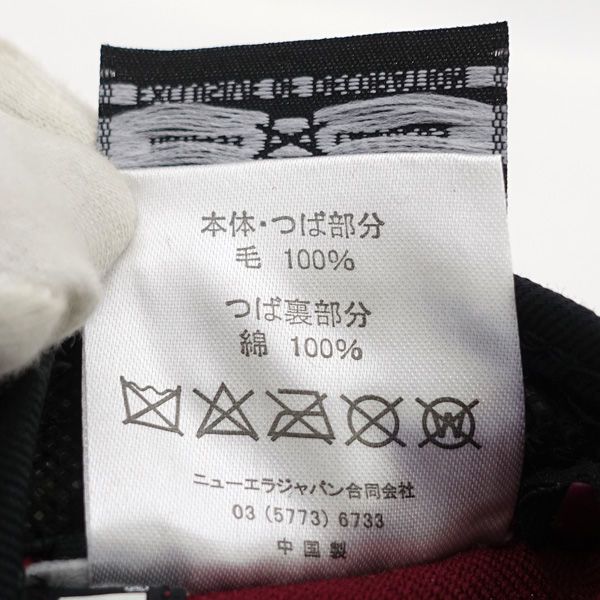 本体・つば部分
毛 100%
つば裏部分
綿 100%
ニューエラジャパン合同会社
03 (5773) 6733
中国製